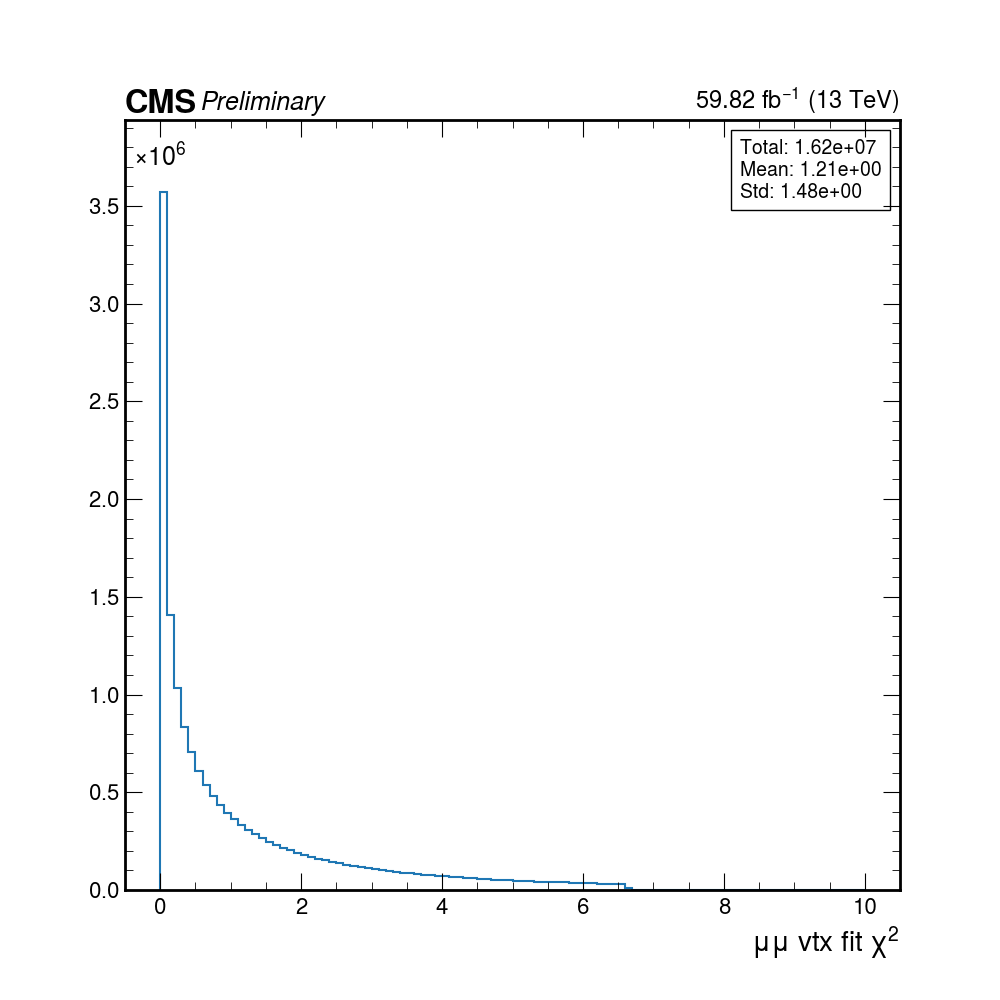 CMS Preliminary
59.82 fb⁻¹ (13 TeV)
×10⁶
Total: 1.62e+07
Mean: 1.21e+00
Std: 1.48e+00
3.5
3.0
2.5
2.0
1.5
1.0
0.5
0.0
0 2 4 6 8 10
μμ vtx fit χ²